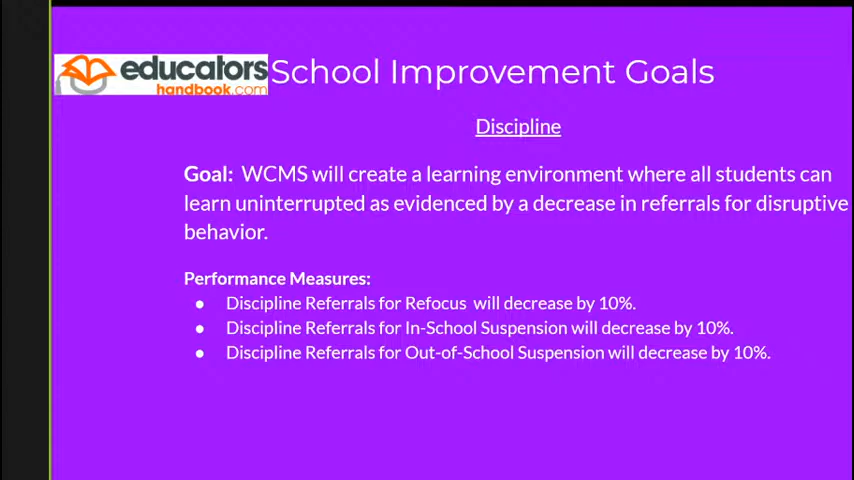 educators
handbook.com
School Improvement Goals
Discipline
Goal: WCMS will create a learning environment where all students can
learn uninterrupted as evidenced by a decrease in referrals for disruptive
behavior.
Performance Measures:
● Discipline Referrals for Refocus will decrease by 10%.
● Discipline Referrals for In-School Suspension will decrease by 10%.
● Discipline Referrals for Out-of-School Suspension will decrease by 10%.